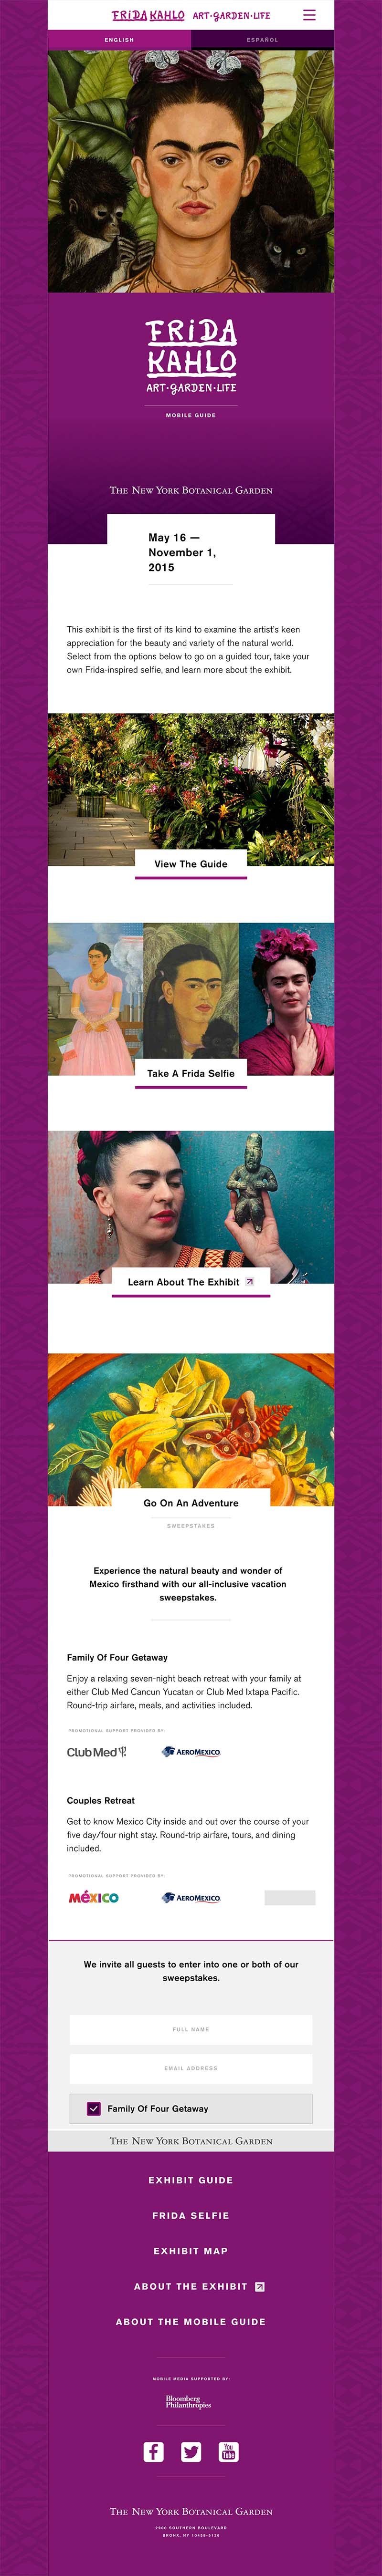 FRIDA KAHLO ART·GARDEN·LIFE
ENGLISH
ESPAÑOL
FRIDA
KAHLO
ART·GARDEN·LIFE
MOBILE GUIDE
THE NEW YORK BOTANICAL GARDEN
May 16 —
November 1,
2015
This exhibit is the first of its kind to examine the artist's keen
appreciation for the beauty and variety of the natural world.
Select from the options below to go on a guided tour, take your
own Frida-inspired selfie, and learn more about the exhibit.
View The Guide
Take A Frida Selfie
Learn About The Exhibit
Go On An Adventure
SWEEPSTAKES
Experience the natural beauty and wonder of
Mexico firsthand with our all-inclusive vacation
sweepstakes.
Family Of Four Getaway
Enjoy a relaxing seven-night beach retreat with your family at
either Club Med Cancun Yucatan or Club Med Ixtapa Pacific.
Round-trip airfare, meals, and activities included.
PROMOTIONAL SUPPORT PROVIDED BY:
Club Med
AEROMEXICO
Couples Retreat
Get to know Mexico City inside and out over the course of your
five day/four night stay. Round-trip airfare, tours, and dining
included.
PROMOTIONAL SUPPORT PROVIDED BY:
MéXICO
AEROMEXICO
We invite all guests to enter into one or both of our
sweepstakes.
FULL NAME
EMAIL ADDRESS
Family Of Four Getaway
THE NEW YORK BOTANICAL GARDEN
EXHIBIT GUIDE
FRIDA SELFIE
EXHIBIT MAP
ABOUT THE EXHIBIT
ABOUT THE MOBILE GUIDE
MOBILE MEDIA SUPPORTED BY:
Bloomberg
Philanthropies
You
Tube
THE NEW YORK BOTANICAL GARDEN
2900 SOUTHERN BOULEVARD
BRONX, NY 10458-5126